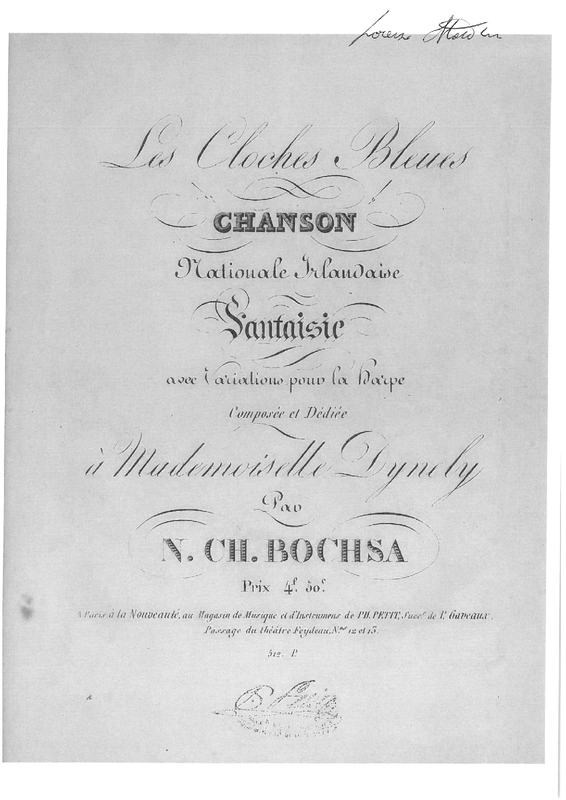 Les Cloches Bleues
CHANSON
Nationale Irlandaise
Fantaisie
avec Variations pour la Harpe
Composée et Dédiée
à Mademoiselle Dyneley
Par
N. CH. BOCHSA
Prix 4f. 50c.
A Paris à la Nouveauté, au Magasin de Musique et d'Instrumens de PH. PETIT, Succr. de P. Gaveaux.
Passage du théâtre Feydeau, Nos. 12 et 13.
512. P.